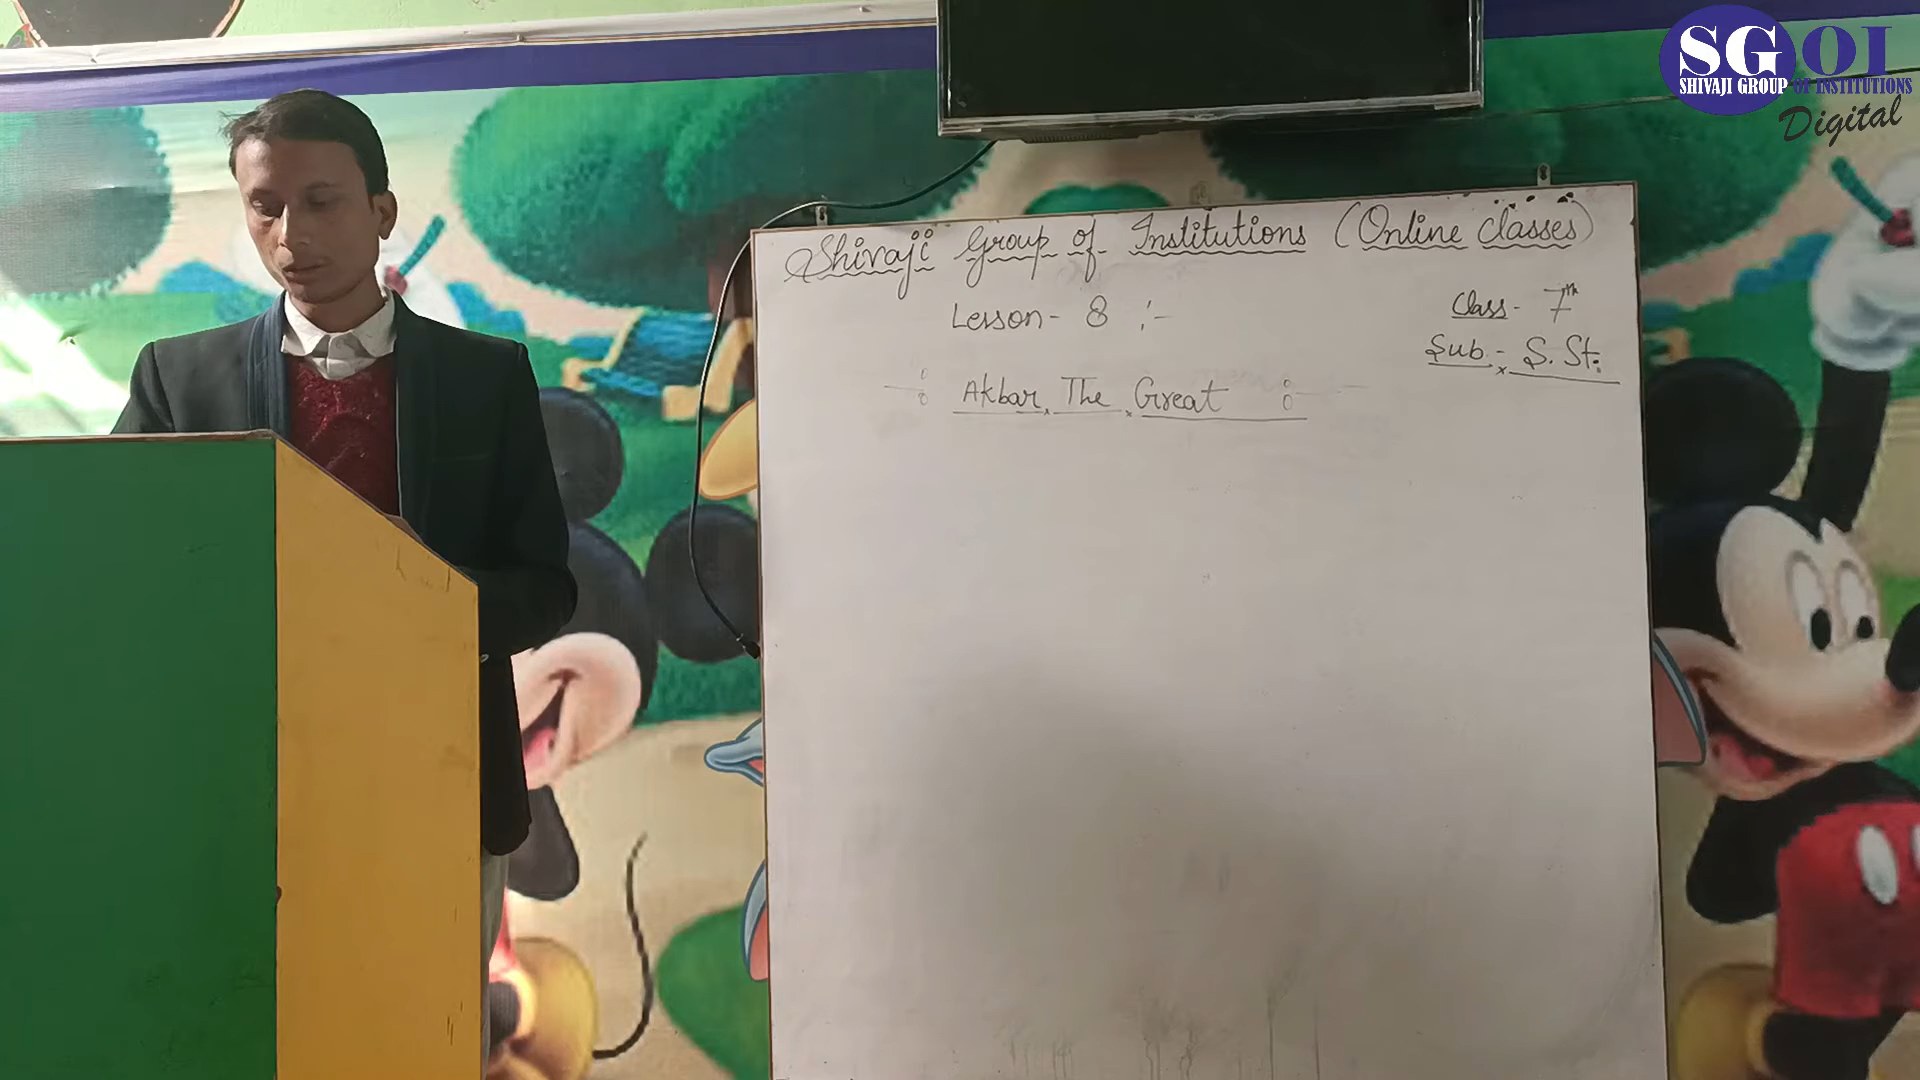 SGOI
SHIVAJI GROUP OF INSTITUTIONS
Digital
Shivaji Group of Institutions (Online Classes)
Lesson - 8 :-
Class - 7th
Sub. - S. St.
Akbar The Great